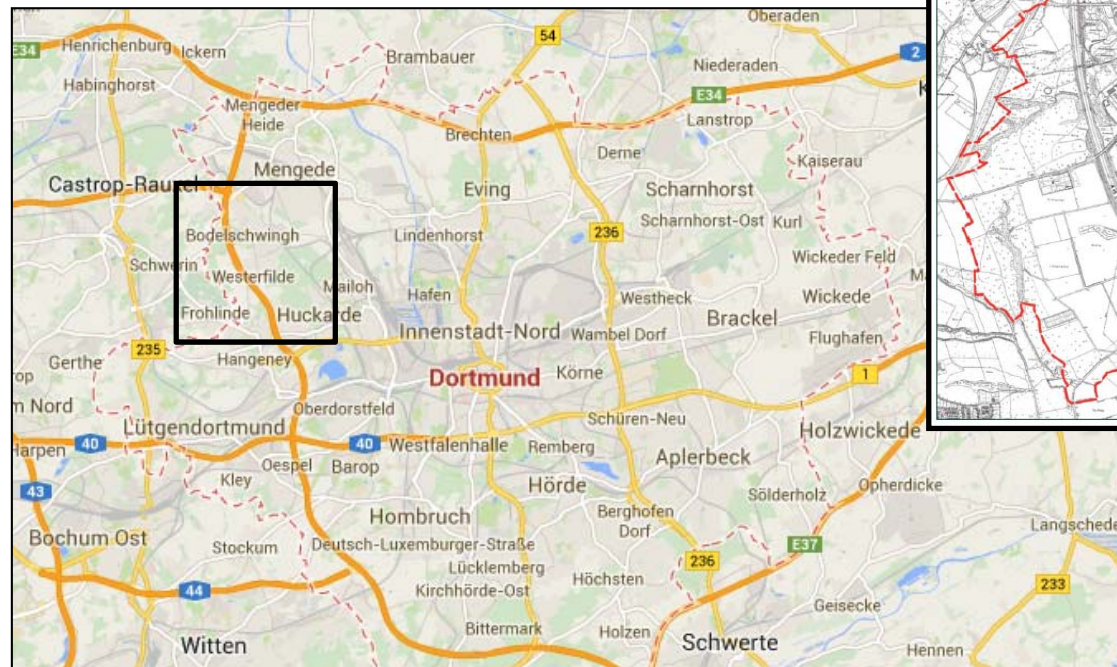 Oberaden
54
E34
Henrichenburg
Ickern
Brambauer
2
Niederaden
Habinghorst
E34
Mengeder
Heide
Brechten
Lanstrop
Derne
Kaiserau
Mengede
Castrop-Rauxel
Eving
Scharnhorst
Scharnhorst-Ost
Kurl
Bodelschwingh
Lindenhorst
236
Wickeder Feld
Schwerin
Westerfilde
Mailoh
Hafen
Westheck
Wickede
Frohlinde
Huckarde
Brackel
Innenstadt-Nord
Wambel Dorf
Flughafen
235
Gerthe
Hangeney
Dortmund
Körne
1
rop
m Nord
Oberdorstfeld
Schüren-Neu
Lütgendortmund
Holzwickede
Harpen
40
40
Westfalenhalle
Remberg
Aplerbeck
Oespel
Barop
Kley
43
Hörde
Sölderholz
Opherdicke
Berghofen
Dorf
Hombruch
Bochum Ost
Langschede
Stockum
Deutsch-Luxemburger-Straße
E37
Lücklemberg
236
Höchsten
44
Kirchhörde-Ost
233
Geisecke
Bittermark
Holzen
Witten
Schwerte
Hennen